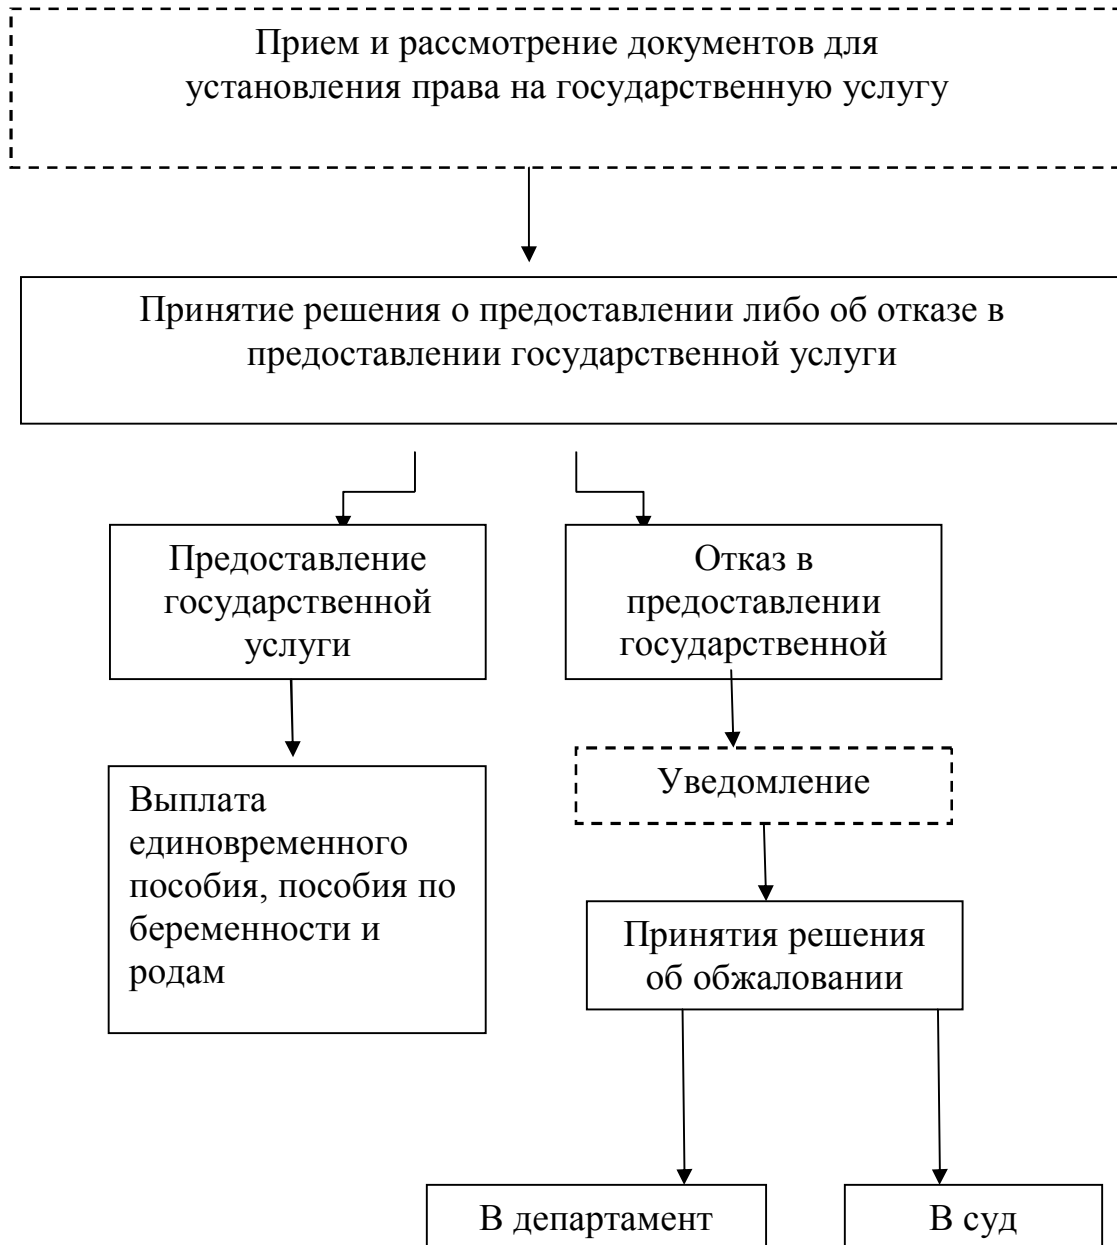 Прием и рассмотрение документов для
установления права на государственную услугу
Принятие решения о предоставлении либо об отказе в
предоставлении государственной услуги
Предоставление
государственной
услуги
Отказ в
предоставлении
государственной
Выплата
единовременного
пособия, пособия по
беременности и
родам
Уведомление
Принятия решения
об обжаловании
В департамент
В суд